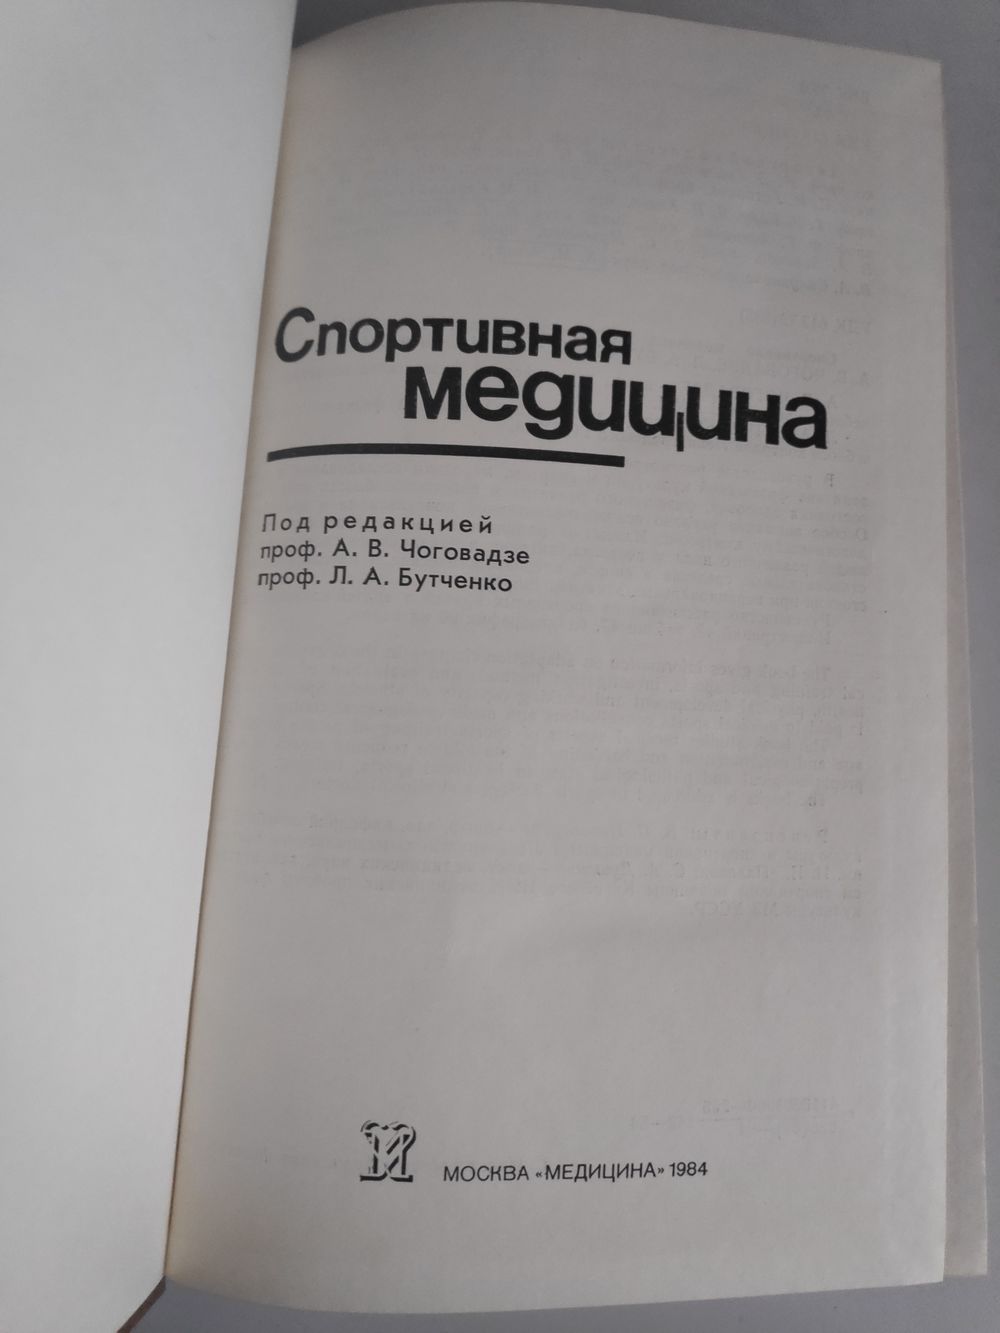 Спортивная
медицина
Под редакцией
проф. А. В. Чоговадзе
проф. Л. А. Бутченко
МОСКВА «МЕДИЦИНА» 1984